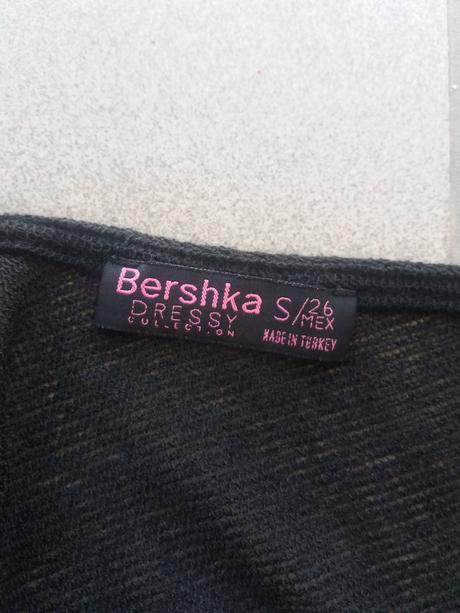 Bershka S/26 MEX
DRESSY
COLLECTION
MADE IN TURKEY